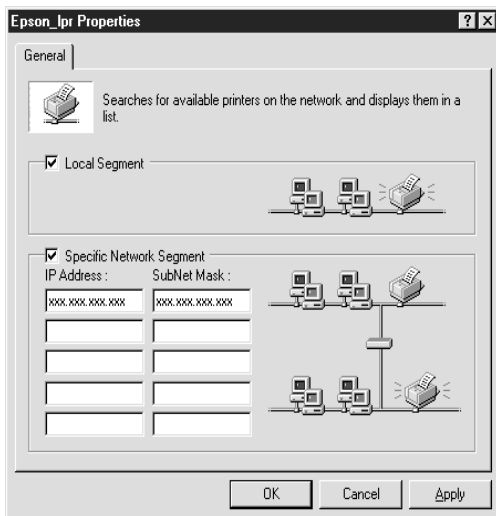 Epson_lpr Properties
General
Searches for available printers on the network and displays them in a
list.
Local Segment
Specific Network Segment
IP Address : SubNet Mask :
xxx.xxx.xxx.xxx xxx.xxx.xxx.xxx
OK Cancel Apply